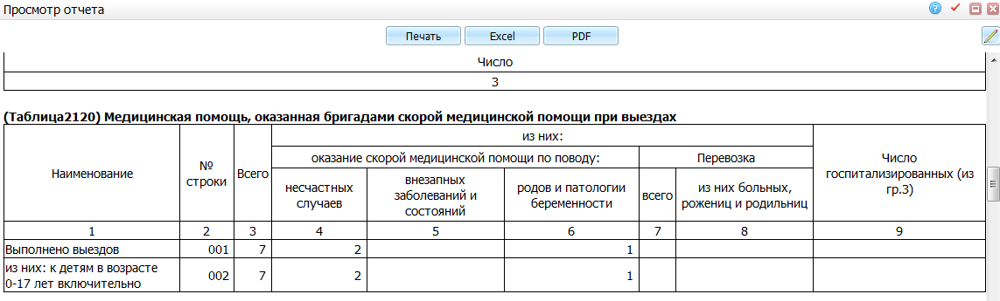 Просмотр отчета
Печать Excel PDF
Число
3
(Таблица2120) Медицинская помощь, оказанная бригадами скорой медицинской помощи при выездах
Наименование
№
строки
Всего
из них:
оказание скорой медицинской помощи по поводу:
несчастных
случаев
внезапных
заболеваний и
состояний
родов и патологии
беременности
Перевозка
всего
из них больных,
рожениц и родильниц
Число
госпитализированных (из
гр.3)
1 2 3 4 5 6 7 8 9
Выполнено выездов 001 7 2 1
из них: к детям в возрасте
0-17 лет включительно 002 7 2 1